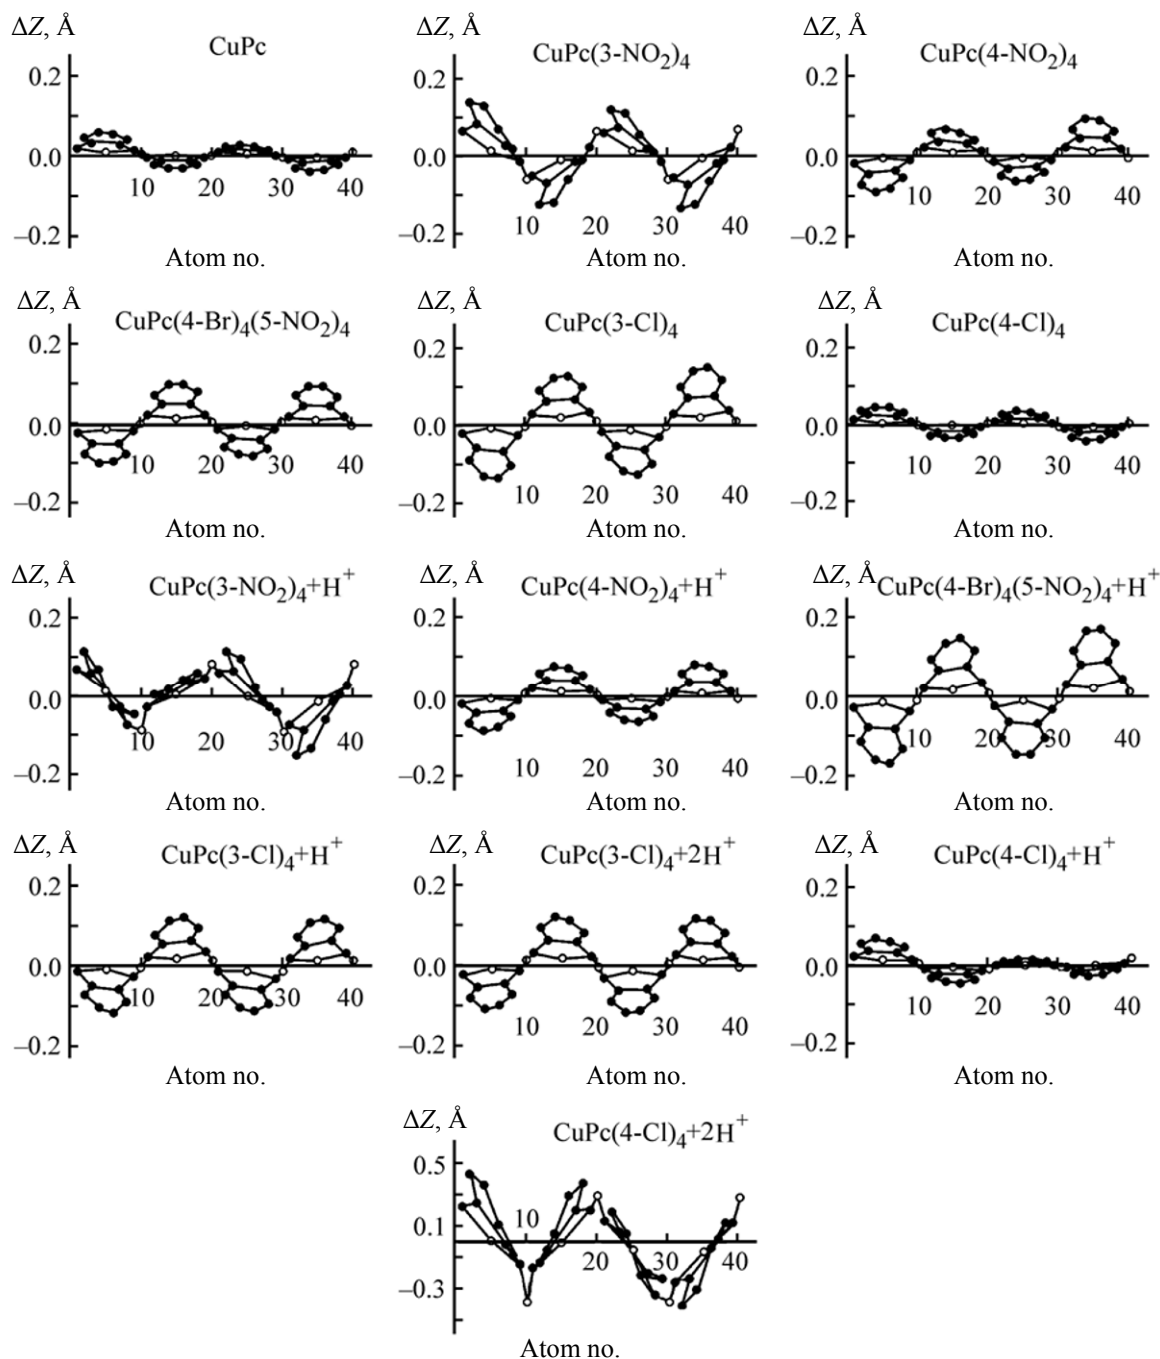 ΔZ, Å
CuPc
0.2
0.0
–0.2
10
20
30
40
Atom no.
ΔZ, Å
CuPc(3-NO2)4
0.2
0.0
–0.2
10
20
30
40
Atom no.
ΔZ, Å
CuPc(4-NO2)4
0.2
0.0
–0.2
10
20
30
40
Atom no.
ΔZ, Å
CuPc(4-Br)4(5-NO2)4
0.2
0.0
–0.2
10
20
30
40
Atom no.
ΔZ, Å
CuPc(3-Cl)4
0.2
0.0
–0.2
10
20
30
40
Atom no.
ΔZ, Å
CuPc(4-Cl)4
0.2
0.0
–0.2
10
20
30
40
Atom no.
ΔZ, Å
CuPc(3-NO2)4+H+
0.2
0.0
–0.2
10
20
30
40
Atom no.
ΔZ, Å
CuPc(4-NO2)4+H+
0.2
0.0
–0.2
10
20
30
40
Atom no.
ΔZ, Å
CuPc(4-Br)4(5-NO2)4+H+
0.2
0.0
–0.2
10
20
30
40
Atom no.
ΔZ, Å
CuPc(3-Cl)4+H+
0.2
0.0
–0.2
10
20
30
40
Atom no.
ΔZ, Å
CuPc(3-Cl)4+2H+
0.2
0.0
–0.2
10
20
30
40
Atom no.
ΔZ, Å
CuPc(4-Cl)4+H+
0.2
0.0
–0.2
10
20
30
40
Atom no.
ΔZ, Å
CuPc(4-Cl)4+2H+
0.5
0.1
–0.3
10
20
30
40
Atom no.